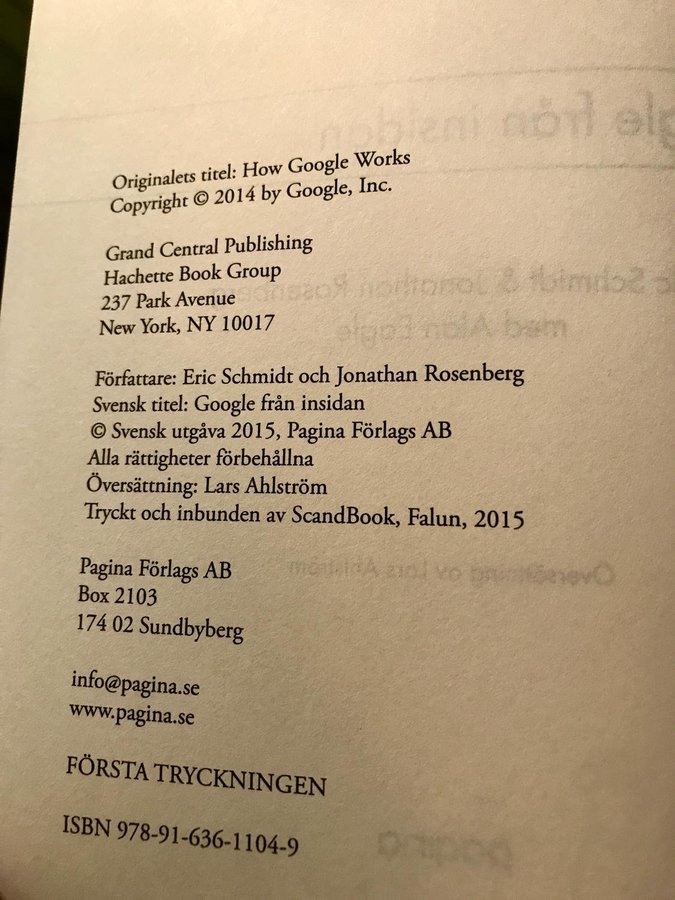 Originalets titel: How Google Works
Copyright © 2014 by Google, Inc.
Grand Central Publishing
Hachette Book Group
237 Park Avenue
New York, NY 10017
Författare: Eric Schmidt och Jonathan Rosenberg
Svensk titel: Google från insidan
© Svensk utgåva 2015, Pagina Förlags AB
Alla rättigheter förbehållna
Översättning: Lars Ahlström
Tryckt och inbunden av ScandBook, Falun, 2015
Pagina Förlags AB
Box 2103
174 02 Sundbyberg
info@pagina.se
www.pagina.se
FÖRSTA TRYCKNINGEN
ISBN 978-91-636-1104-9